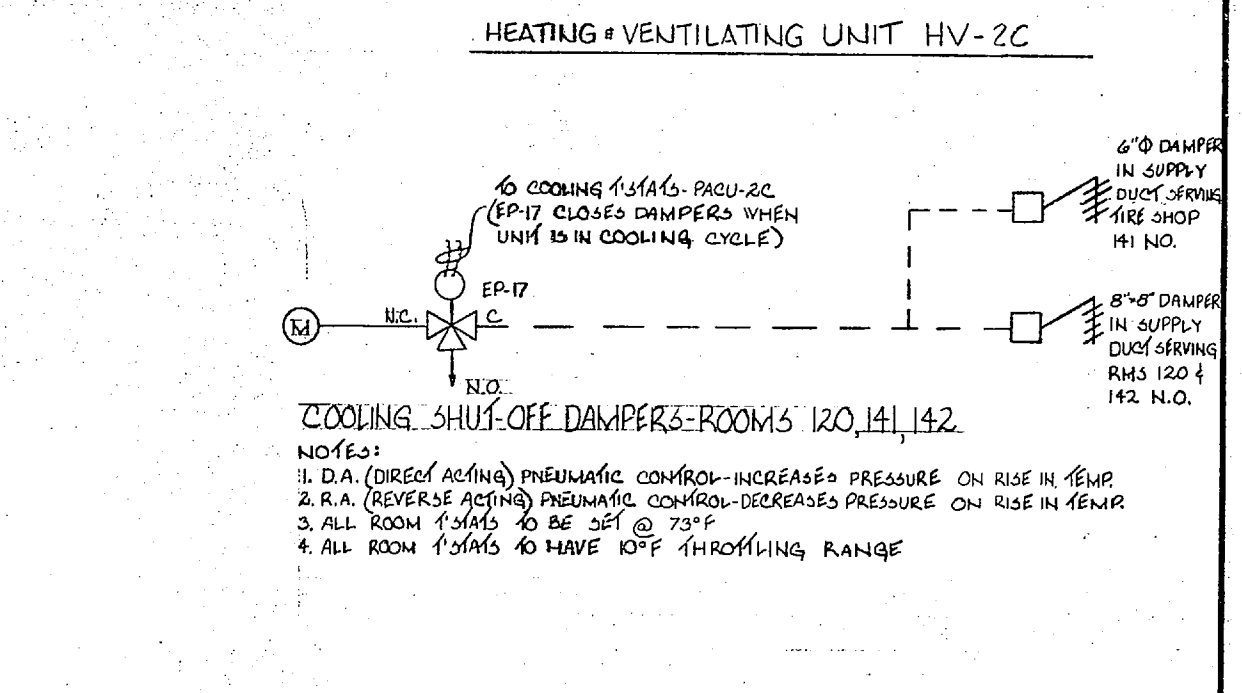 HEATING & VENTILATING UNIT HV-2C
TO COOLING T'STATS-PACU-2C
(EP-17 CLOSES DAMPERS WHEN
UNIT IS IN COOLING CYCLE)
6"Φ DAMPER
IN SUPPLY
DUCT SERVING
TIRE SHOP
141 NO.
EP-17
M
N.C.
C
N.O.
8"×8" DAMPER
IN SUPPLY
DUCT SERVING
RMS 120 &
142 N.O.
COOLING SHUT-OFF DAMPERS-ROOMS 120, 141, 142
NOTES:
1. D.A. (DIRECT ACTING) PNEUMATIC CONTROL-INCREASES PRESSURE ON RISE IN TEMP.
2. R.A. (REVERSE ACTING) PNEUMATIC CONTROL-DECREASES PRESSURE ON RISE IN TEMP.
3. ALL ROOM T'STATS TO BE SET @ 73°F
4. ALL ROOM T'STATS TO HAVE 10°F THROTTLING RANGE